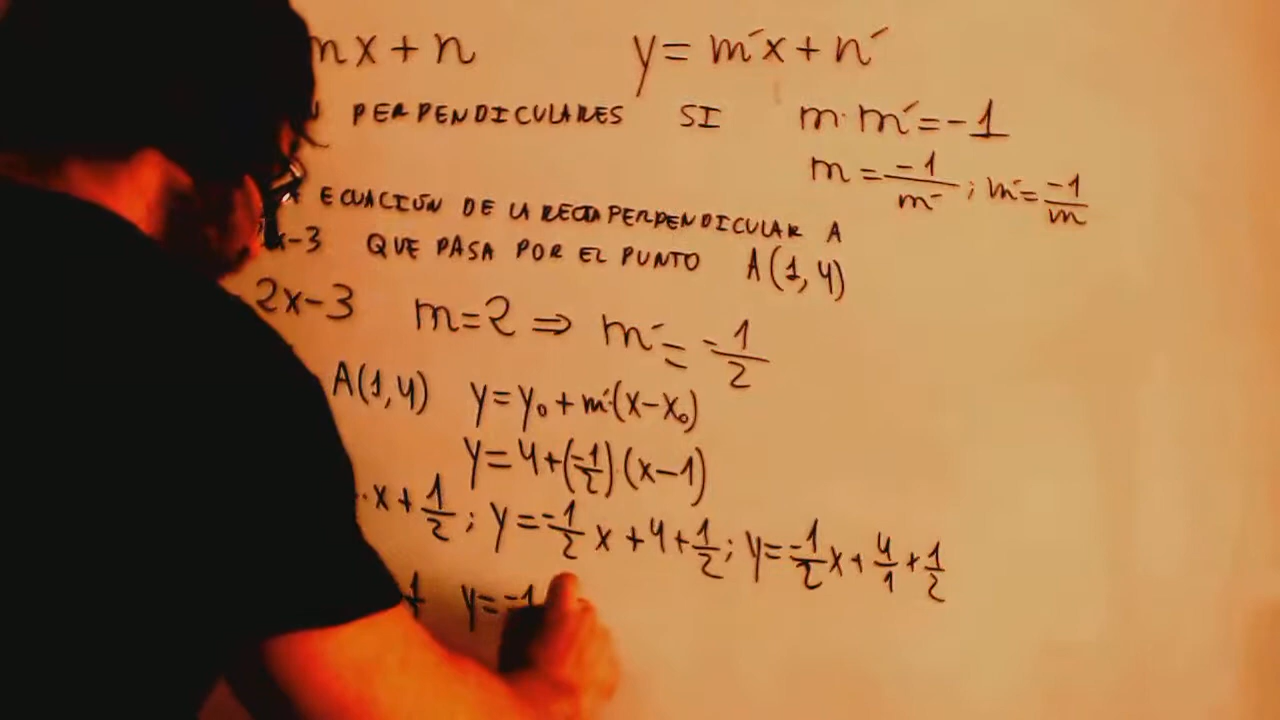 mx + n y = m´x + n´
PERPENDICULARES SI m · m´ = -1
m = -1/m´ ; m´ = -1/m
ECUACIÓN DE LA RECTA PERPENDICULAR A
x-3 QUE PASA POR EL PUNTO A(1,4)
2x-3 m=2 ⇒ m´= -1/2
A(1,4) y = y₀ + m´(x-x₀)
y = 4+(-1/2)(x-1)
·x + 1/2 ; y = -1/2 x + 4 + 1/2 ; y = -1/2 x + 4/1 + 1/2
y = -1